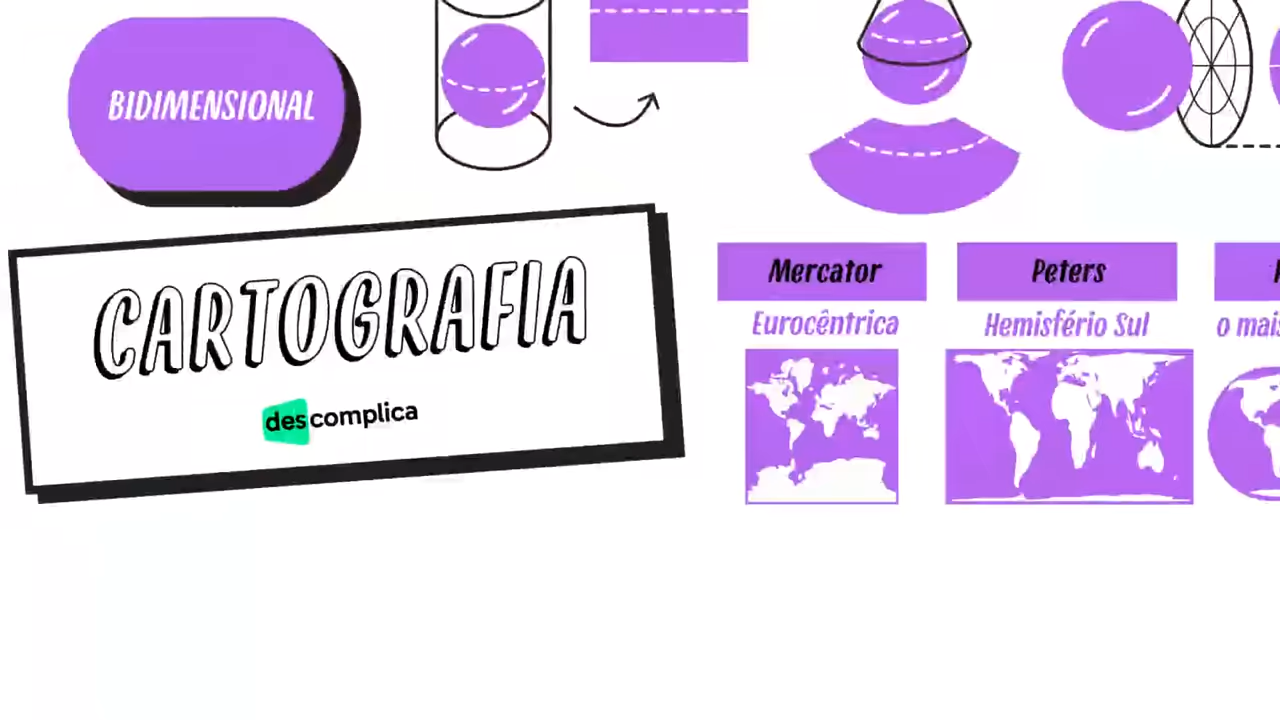 BIDIMENSIONAL
CARTOGRAFIA
descomplica
Mercator
Eurocêntrica
Peters
Hemisfério Sul
o mais